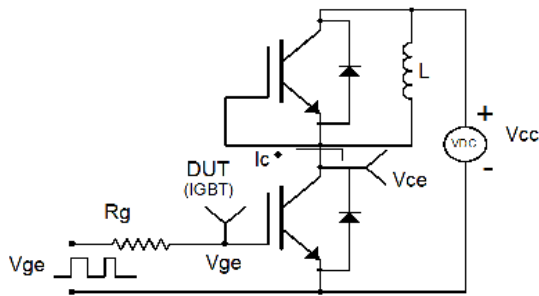 L
+
VDC
Vcc
-
Ic
DUT
(IGBT)
Vce
Rg
Vge
Vge